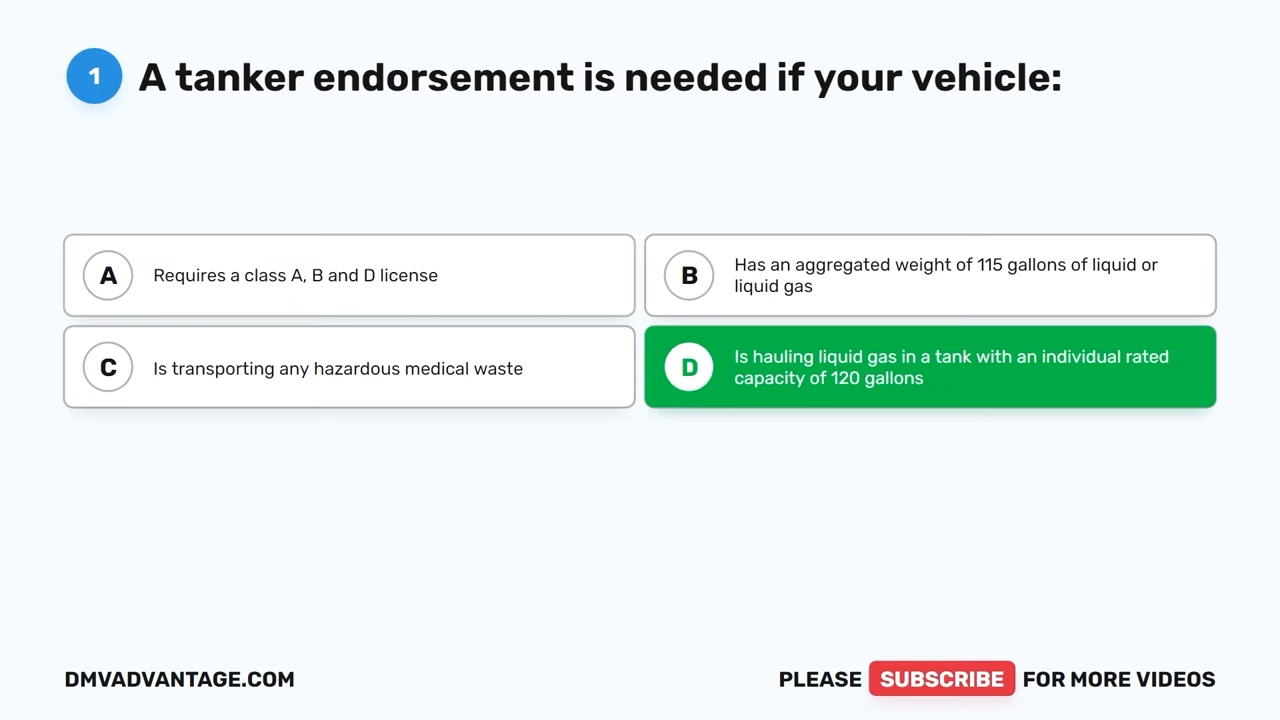 1 A tanker endorsement is needed if your vehicle:
A Requires a class A, B and D license
B Has an aggregated weight of 115 gallons of liquid or
liquid gas
C Is transporting any hazardous medical waste
D Is hauling liquid gas in a tank with an individual rated
capacity of 120 gallons
DMVADVANTAGE.COM
PLEASE SUBSCRIBE FOR MORE VIDEOS